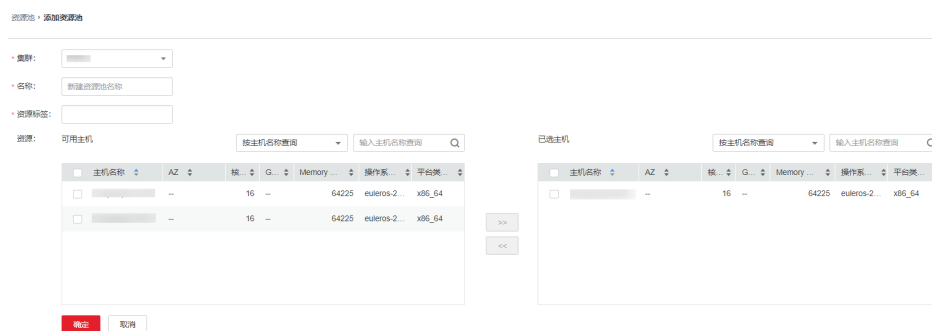 资源池 › 添加资源池
* 集群:
* 名称: 新建资源池名称
* 资源标签:
资源: 可用主机 按主机名称查询 输入主机名称查询 已选主机 按主机名称查询 输入主机名称查询
主机名称 AZ 核... G... Memory ... 操作系... 平台类... 主机名称 AZ 核... G... Memory ... 操作系... 平台类...
-- 16 -- 64225 euleros-2... x86_64 -- 16 -- 64225 euleros-2... x86_64
-- 16 -- 64225 euleros-2... x86_64
>>
<<
确定 取消